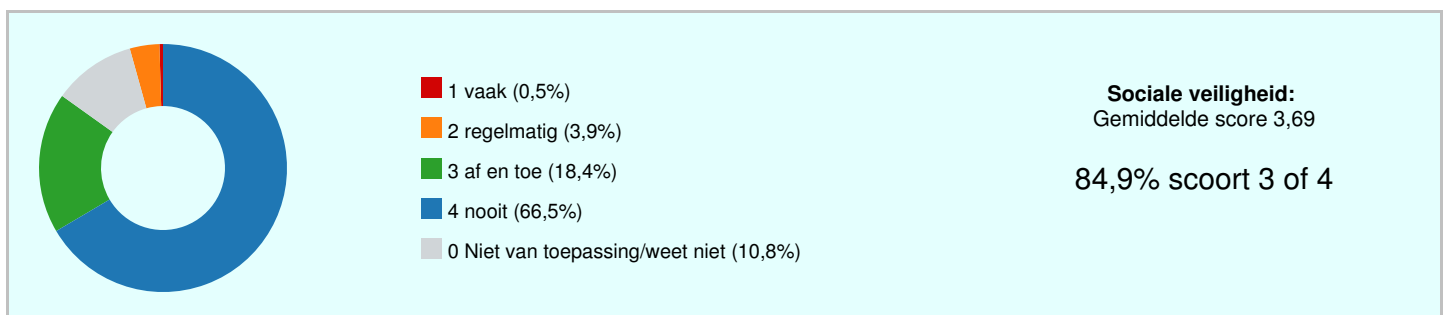 1 vaak (0,5%)
2 regelmatig (3,9%)
3 af en toe (18,4%)
4 nooit (66,5%)
0 Niet van toepassing/weet niet (10,8%)
Sociale veiligheid:
Gemiddelde score 3,69
84,9% scoort 3 of 4